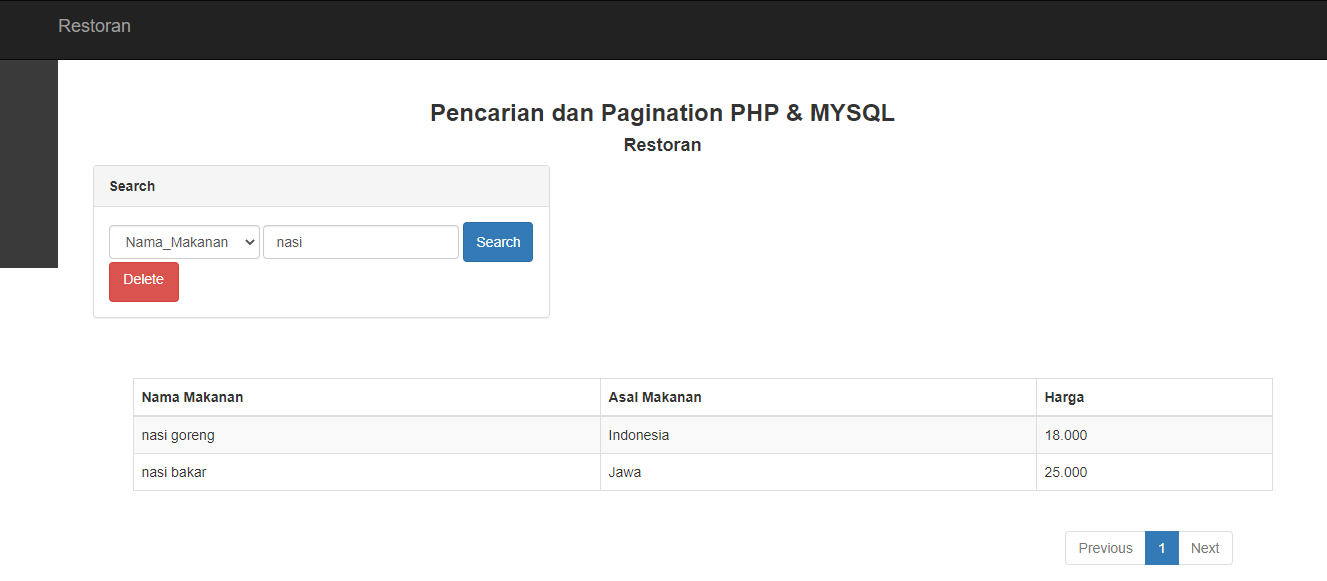 Restoran
Pencarian dan Pagination PHP & MYSQL
Restoran
Search
Nama_Makanan nasi Search
Delete
Nama Makanan Asal Makanan Harga
nasi goreng Indonesia 18.000
nasi bakar Jawa 25.000
Previous 1 Next